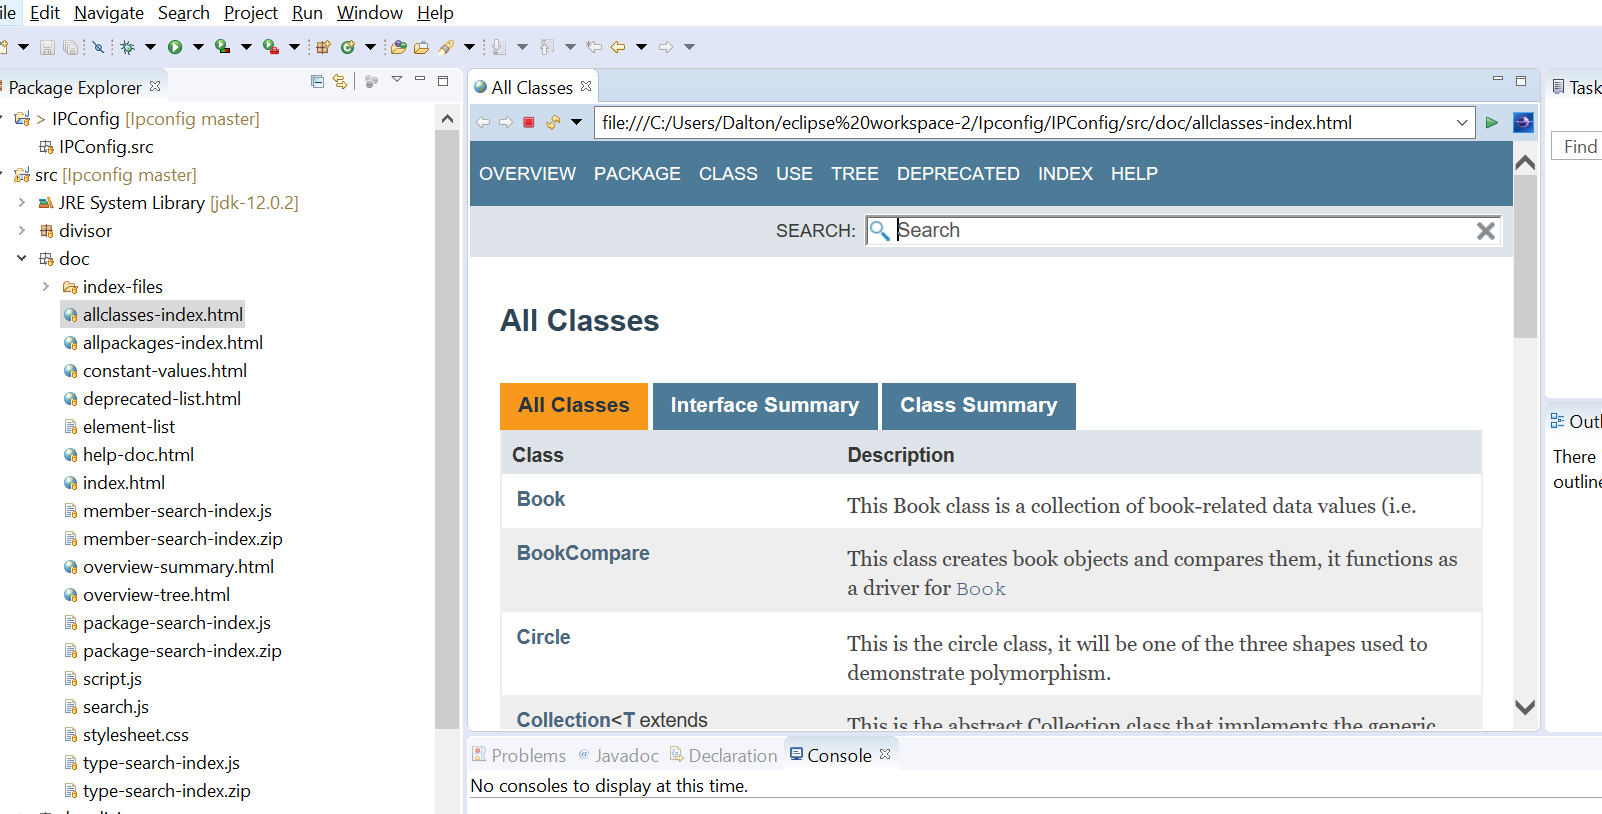 ile Edit Navigate Search Project Run Window Help
Package Explorer
> IPConfig [Ipconfig master]
IPConfig.src
src [Ipconfig master]
JRE System Library [jdk-12.0.2]
divisor
doc
index-files
allclasses-index.html
allpackages-index.html
constant-values.html
deprecated-list.html
element-list
help-doc.html
index.html
member-search-index.js
member-search-index.zip
overview-summary.html
overview-tree.html
package-search-index.js
package-search-index.zip
script.js
search.js
stylesheet.css
type-search-index.js
type-search-index.zip
All Classes
file:///C:/Users/Dalton/eclipse%20workspace-2/Ipconfig/IPConfig/src/doc/allclasses-index.html
OVERVIEW PACKAGE CLASS USE TREE DEPRECATED INDEX HELP
SEARCH: Search
All Classes
All Classes Interface Summary Class Summary
Class Description
Book This Book class is a collection of book-related data values (i.e.
BookCompare This class creates book objects and compares them, it functions as
a driver for Book
Circle This is the circle class, it will be one of the three shapes used to
demonstrate polymorphism.
Collection<T extends This is the abstract Collection class that implements the generic
Problems @ Javadoc Declaration Console
No consoles to display at this time.
Task
Find
Outl
There
outline